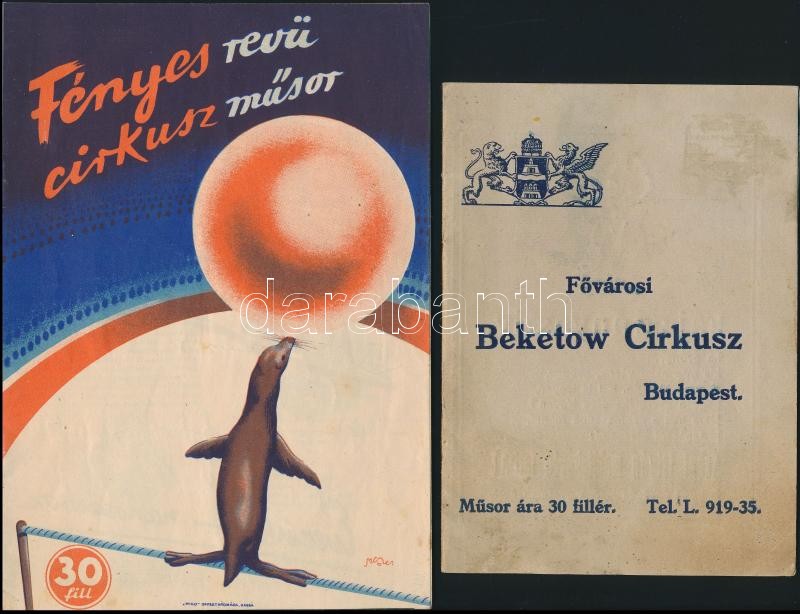 Fényes revü
cirkusz műsor
30
fill
darabanth
Fővárosi
Beketow Cirkusz
Budapest.
Műsor ára 30 fillér. Tel. L. 919-35.